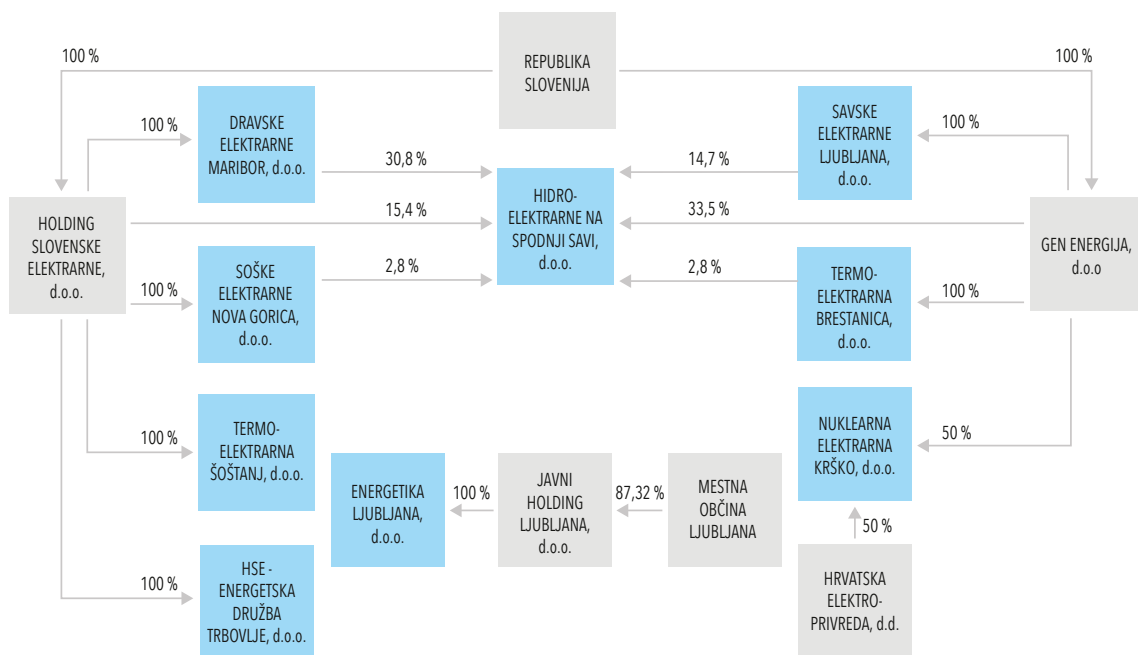 REPUBLIKA
SLOVENIJA
100 %
100 %
DRAVSKE
ELEKTRARNE
MARIBOR, d.o.o.
100 %
30,8 %
SAVSKE
ELEKTRARNE
LJUBLJANA,
d.o.o.
100 %
14,7 %
HOLDING
SLOVENSKE
ELEKTRARNE,
d.o.o.
15,4 %
HIDRO-
ELEKTRARNE NA
SPODNJI SAVI,
d.o.o.
33,5 %
GEN ENERGIJA,
d.o.o
SOŠKE
ELEKTRARNE
NOVA GORICA,
d.o.o.
100 %
2,8 %
2,8 %
TERMO-
ELEKTRARNA
BRESTANICA,
d.o.o.
100 %
TERMO-
ELEKTRARNA
ŠOŠTANJ, d.o.o.
100 %
NUKLEARNA
ELEKTRARNA
KRŠKO, d.o.o.
50 %
ENERGETIKA
LJUBLJANA,
d.o.o.
100 %
JAVNI
HOLDING
LJUBLJANA,
d.o.o.
87,32 %
MESTNA
OBČINA
LJUBLJANA
50 %
HSE -
ENERGETSKA
DRUŽBA
TRBOVLJE, d.o.o.
100 %
HRVATSKA
ELEKTRO-
PRIVREDA, d.d.